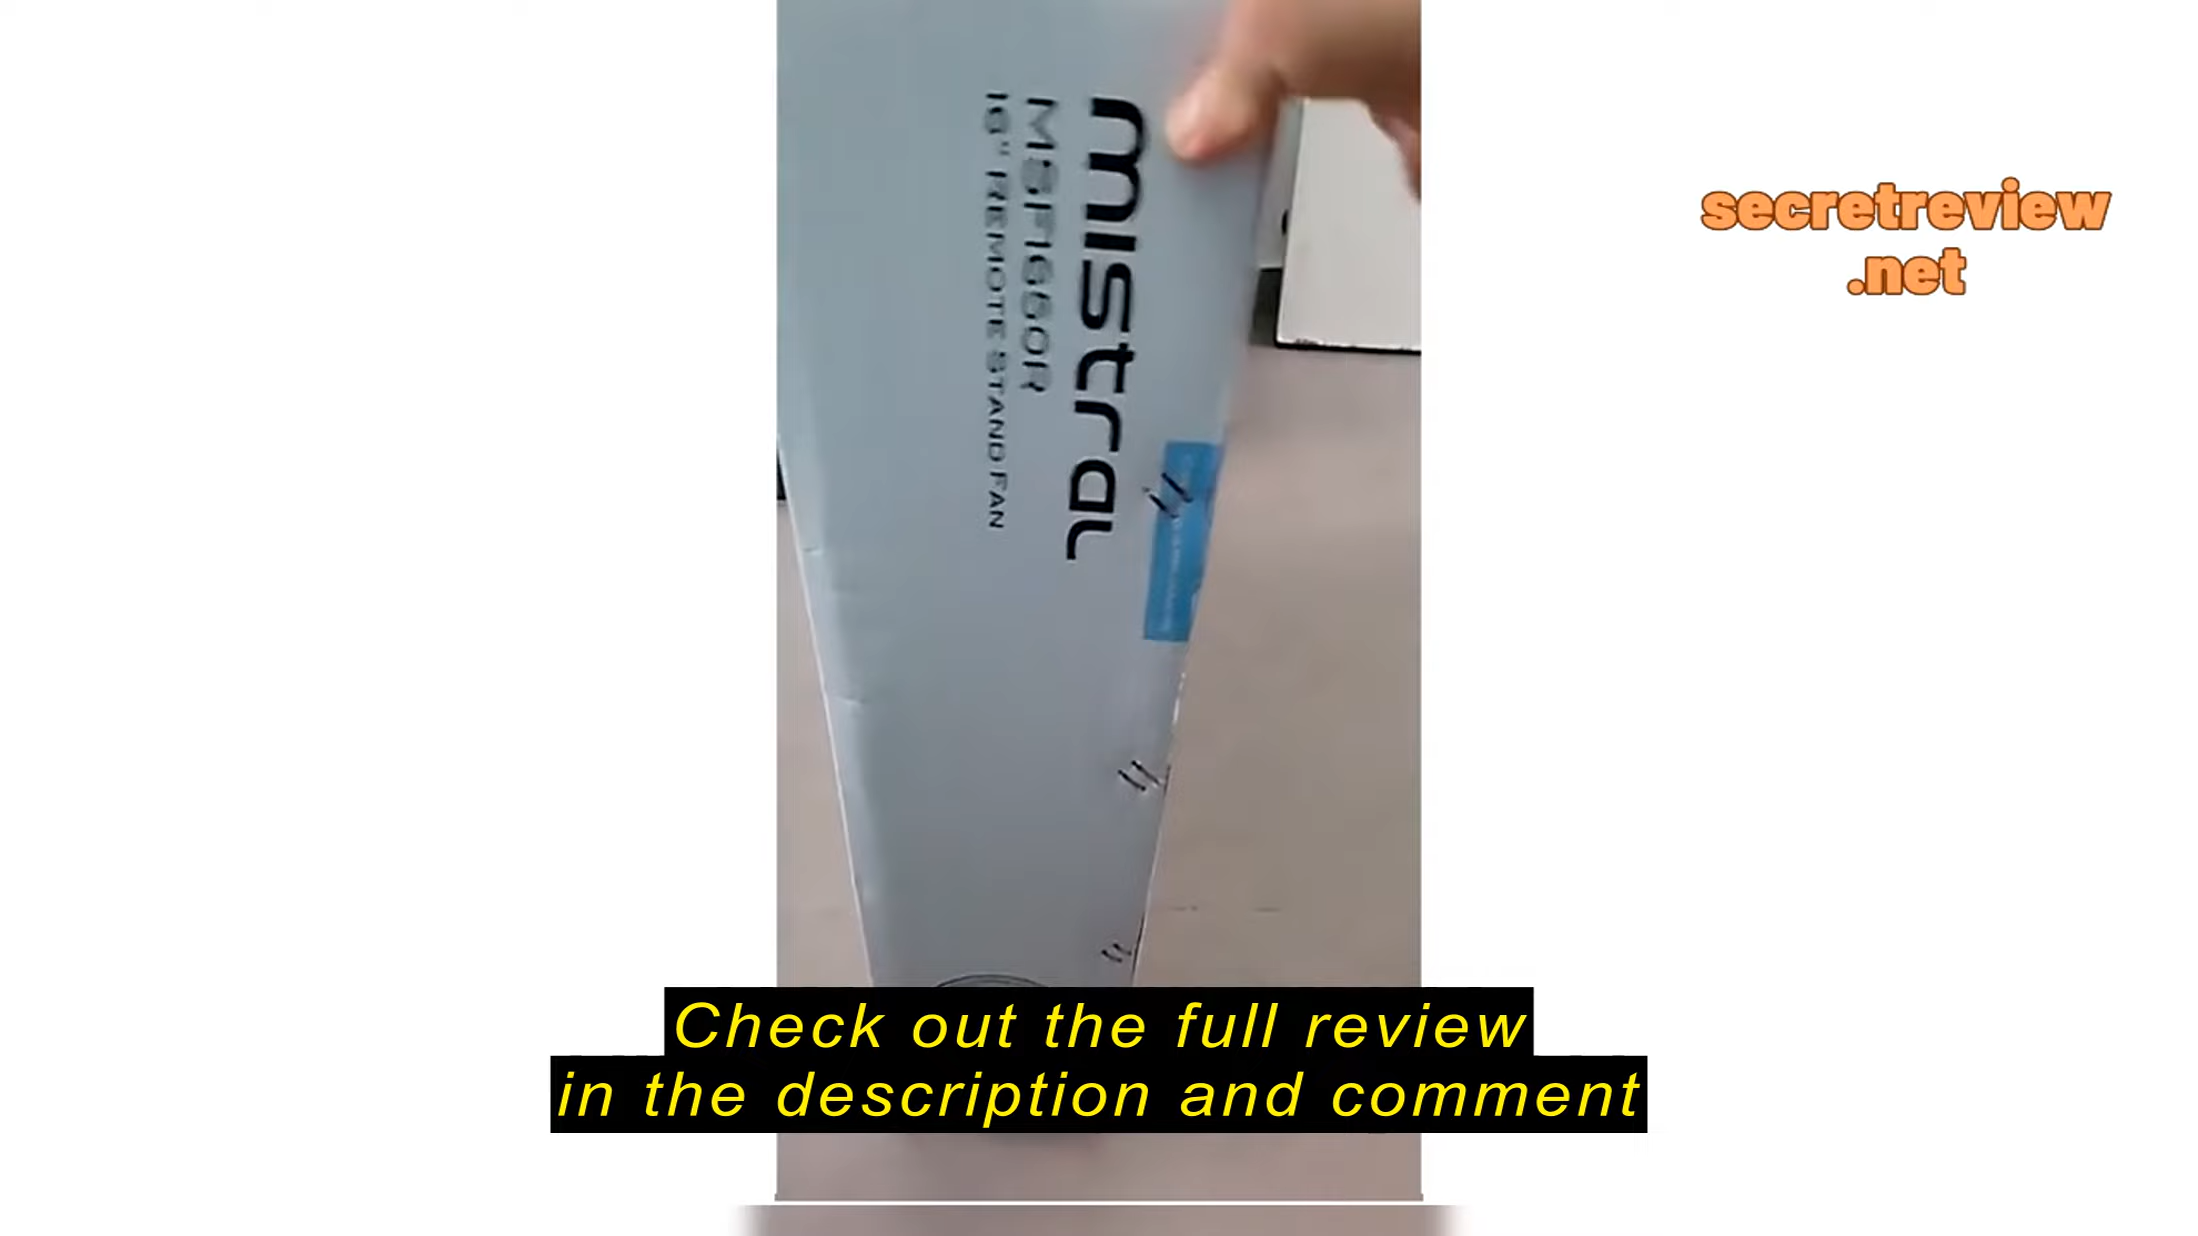 mistral
MSF1660R
16" REMOTE STAND FAN
secretreview
.net
Check out the full review
in the description and comment